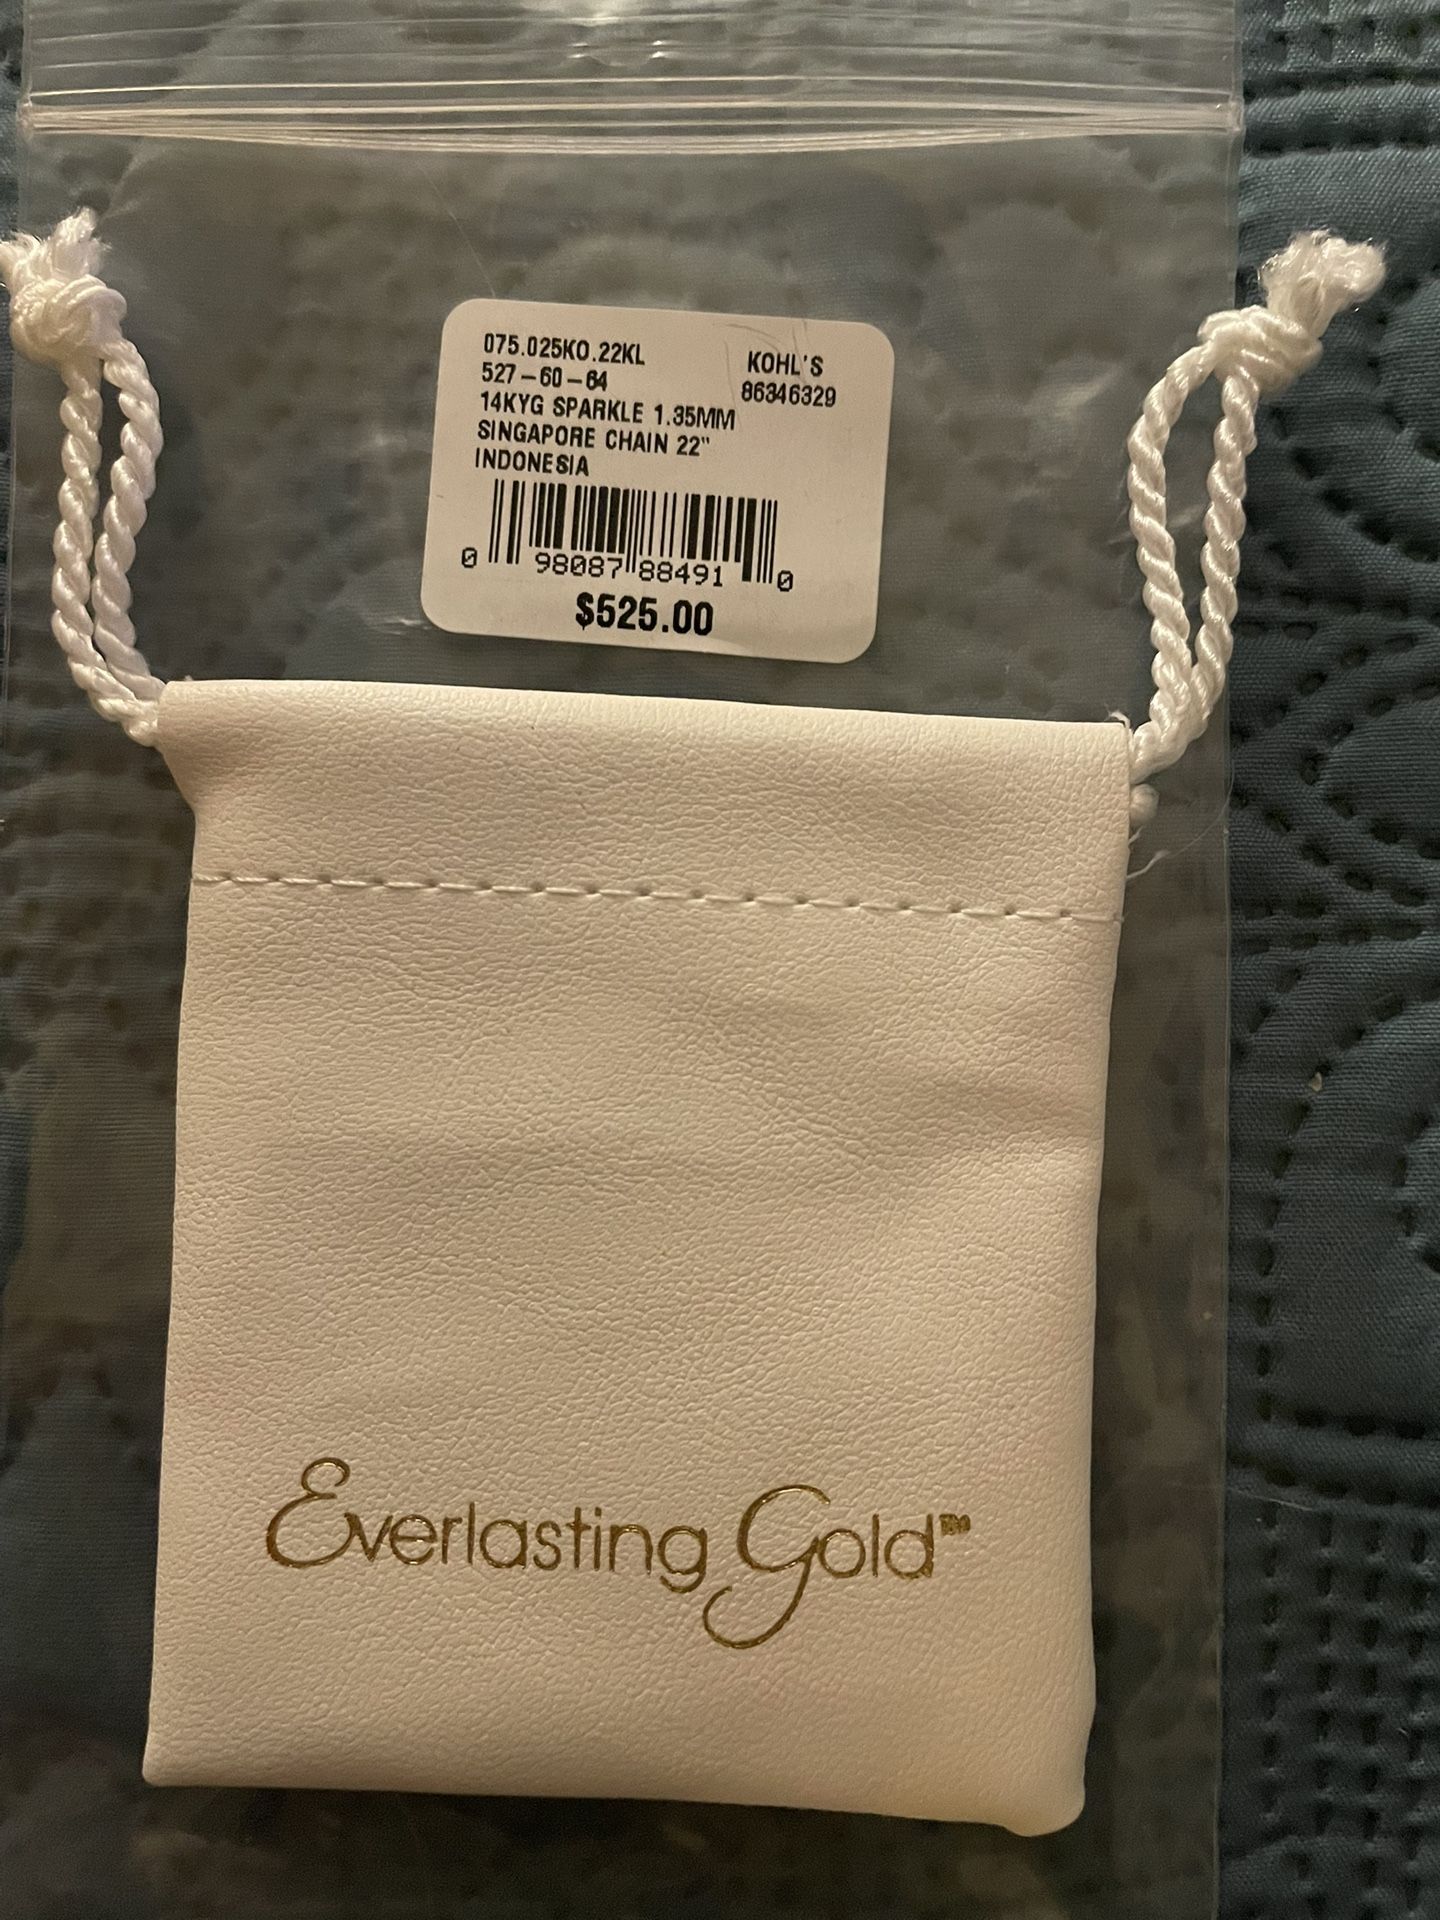 075.025KO.22KL KOHL'S
527-60-64 86346329
14KYG SPARKLE 1.35MM
SINGAPORE CHAIN 22"
INDONESIA
0 98087 88491 0
$525.00
Everlasting Gold™